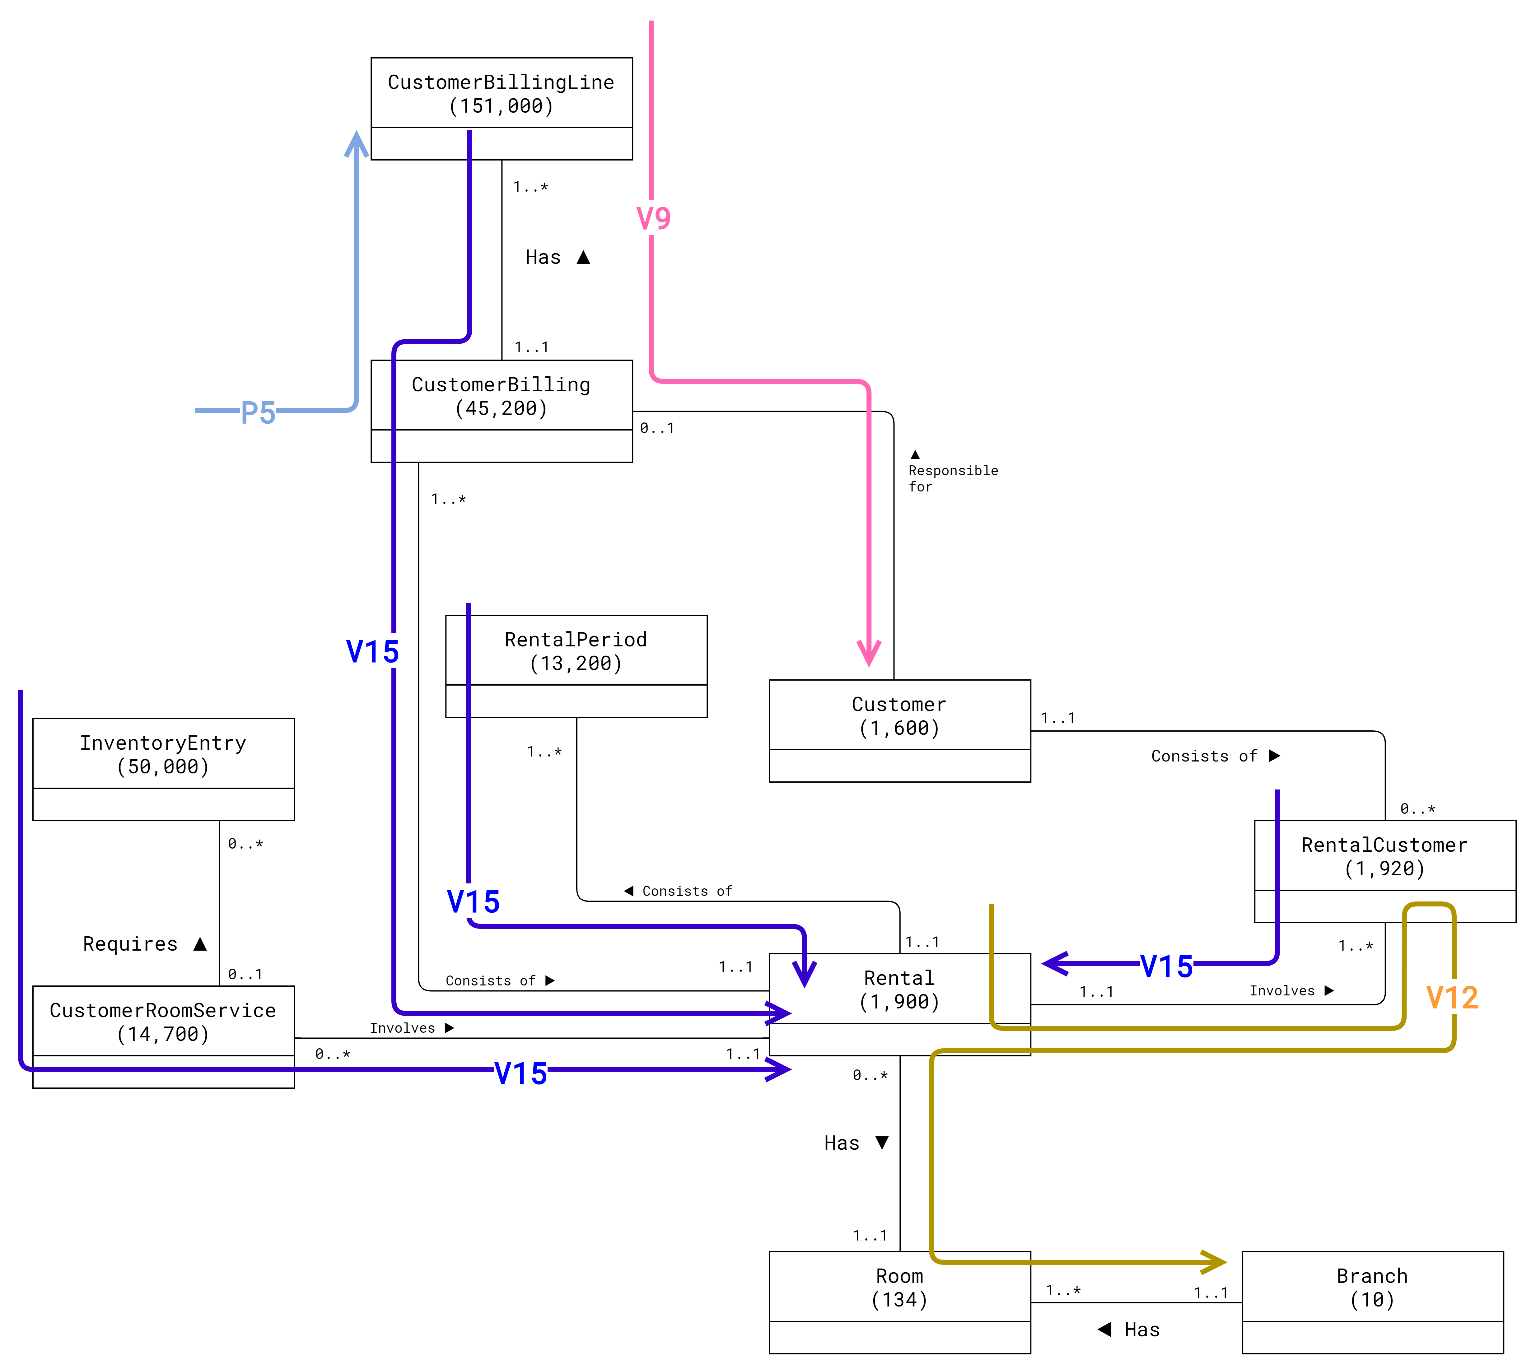 CustomerBillingLine
(151,000)
1..*
V9
Has ▲
1..1
CustomerBilling
(45,200)
P5
0..1
▲
Responsible
for
1..*
V15
RentalPeriod
(13,200)
Customer
(1,600)
1..1
Consists of ►
1..*
InventoryEntry
(50,000)
0..*
0..*
RentalCustomer
(1,920)
◄ Consists of
V15
Requires ▲
1..1
1..*
0..1
1..1
V15
Rental
(1,900)
Consists of ►
1..1
Involves ►
V12
CustomerRoomService
(14,700)
Involves ►
0..*
1..1
V15
0..*
Has ▼
1..1
Room
(134)
1..*
1..1
Branch
(10)
◄ Has